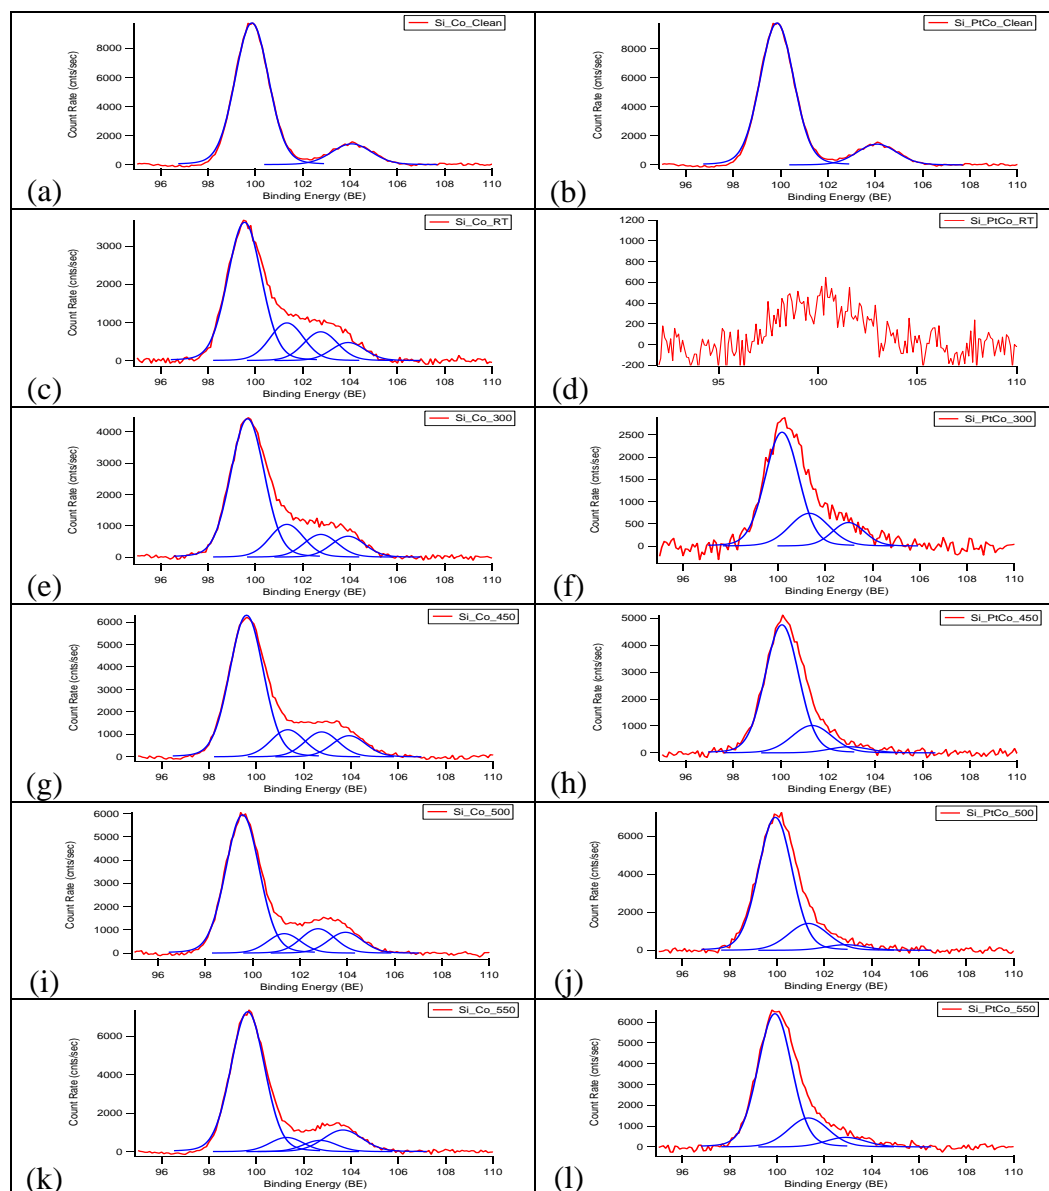 Si_Co_Clean
Count Rate (cnts/sec)
8000
6000
4000
2000
0
96 98 100 102 104 106 108 110
Binding Energy (BE)
(a)
Si_PtCo_Clean
Count Rate (cnts/sec)
8000
6000
4000
2000
0
96 98 100 102 104 106 108 110
Binding Energy (BE)
(b)
Si_Co_RT
Count Rate (cnts/sec)
3000
2000
1000
0
96 98 100 102 104 106 108 110
Binding Energy (BE)
(c)
Si_PtCo_RT
Count Rate (cnts/sec)
1200
1000
800
600
400
200
0
-200
95 100 105 110
Binding Energy (BE)
(d)
Si_Co_300
Count Rate (cnts/sec)
4000
3000
2000
1000
0
96 98 100 102 104 106 108 110
Binding Energy (BE)
(e)
Si_PtCo_300
Count Rate (cnts/sec)
2500
2000
1500
1000
500
0
96 98 100 102 104 106 108 110
Binding Energy (BE)
(f)
Si_Co_450
Count Rate (cnts/sec)
6000
5000
4000
3000
2000
1000
0
96 98 100 102 104 106 108 110
Binding Energy (BE)
(g)
Si_PtCo_450
Count Rate (cnts/sec)
5000
4000
3000
2000
1000
0
96 98 100 102 104 106 108 110
Binding Energy (BE)
(h)
Si_Co_500
Count Rate (cnts/sec)
6000
5000
4000
3000
2000
1000
0
96 98 100 102 104 106 108 110
Binding Energy (BE)
(i)
Si_PtCo_500
Count Rate (cnts/sec)
6000
4000
2000
0
96 98 100 102 104 106 108 110
Binding Energy (BE)
(j)
Si_Co_550
Count Rate (cnts/sec)
6000
4000
2000
0
96 98 100 102 104 106 108 110
Binding Energy (BE)
(k)
Si_PtCo_550
Count Rate (cnts/sec)
6000
5000
4000
3000
2000
1000
0
96 98 100 102 104 106 108 110
Binding Energy (BE)
(l)